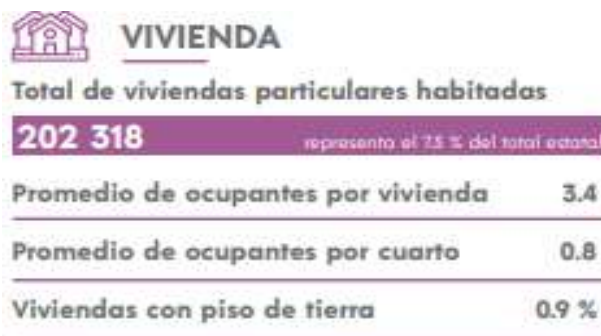 VIVIENDA
Total de viviendas particulares habitadas
202 318 representa el 7.5 % del total estatal
Promedio de ocupantes por vivienda 3.4
Promedio de ocupantes por cuarto 0.8
Viviendas con piso de tierra 0.9 %